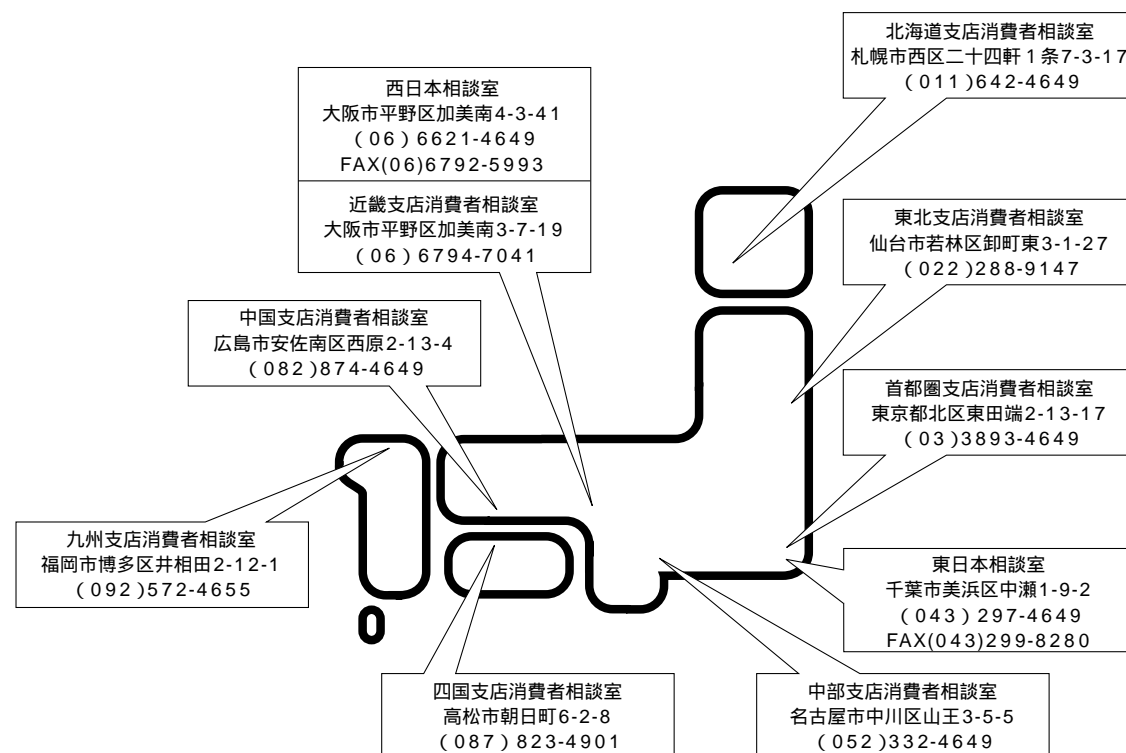 北海道支店消費者相談室
札幌市西区二十四軒１条7-3-17
(011)642-4649
西日本相談室
大阪市平野区加美南4-3-41
(06)6621-4649
FAX(06)6792-5993
近畿支店消費者相談室
大阪市平野区加美南3-7-19
(06)6794-7041
東北支店消費者相談室
仙台市若林区卸町東3-1-27
(022)288-9147
中国支店消費者相談室
広島市安佐南区西原2-13-4
(082)874-4649
首都圏支店消費者相談室
東京都北区東田端2-13-17
(03)3893-4649
九州支店消費者相談室
福岡市博多区井相田2-12-1
(092)572-4655
東日本相談室
千葉市美浜区中瀬1-9-2
(043)297-4649
FAX(043)299-8280
四国支店消費者相談室
高松市朝日町6-2-8
(087)823-4901
中部支店消費者相談室
名古屋市中川区山王3-5-5
(052)332-4649